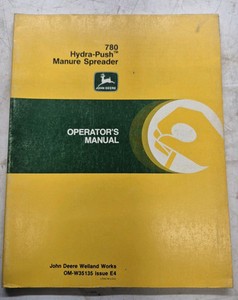 780
Hydra-Push™
Manure Spreader
JOHN DEERE
OPERATOR'S
MANUAL
John Deere Welland Works
OM-W35135 Issue E4